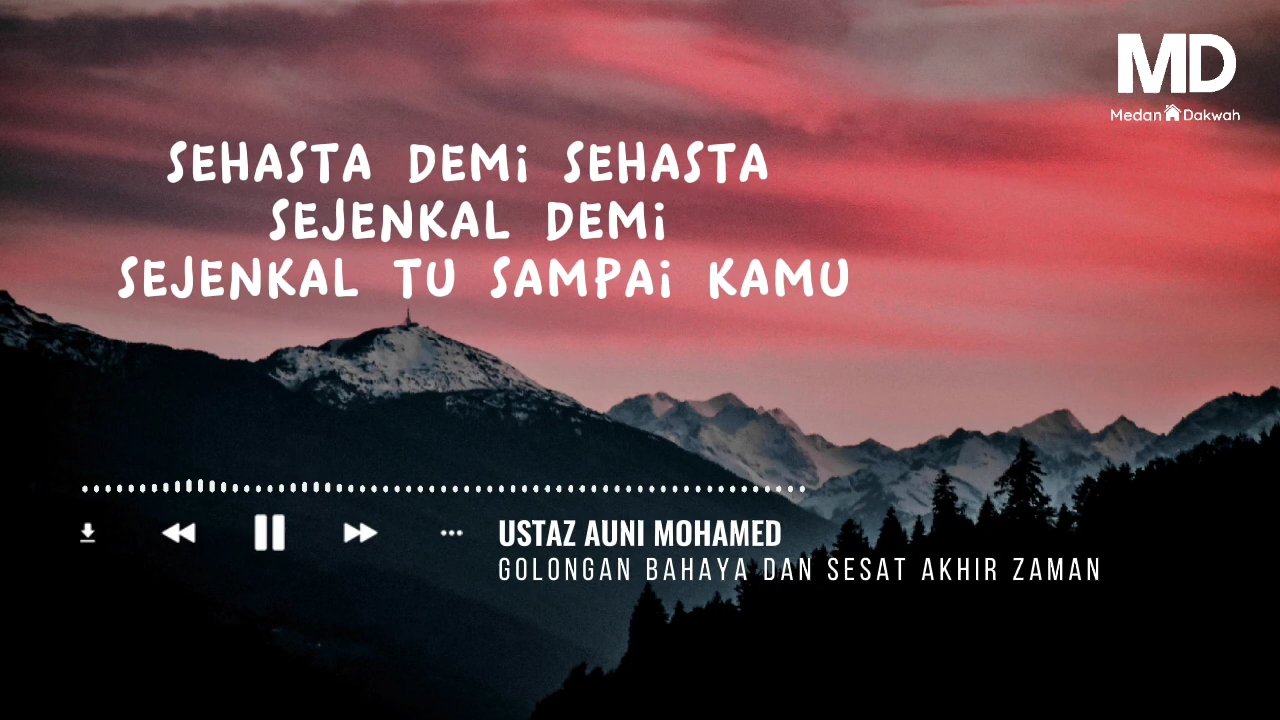 MD
Medan Dakwah
SEHASTA DEMi SEHASTA
SEJENKAL DEMi
SEJENKAL TU SAMPAi KAMU
USTAZ AUNI MOHAMED
GOLONGAN BAHAYA DAN SESAT AKHIR ZAMAN